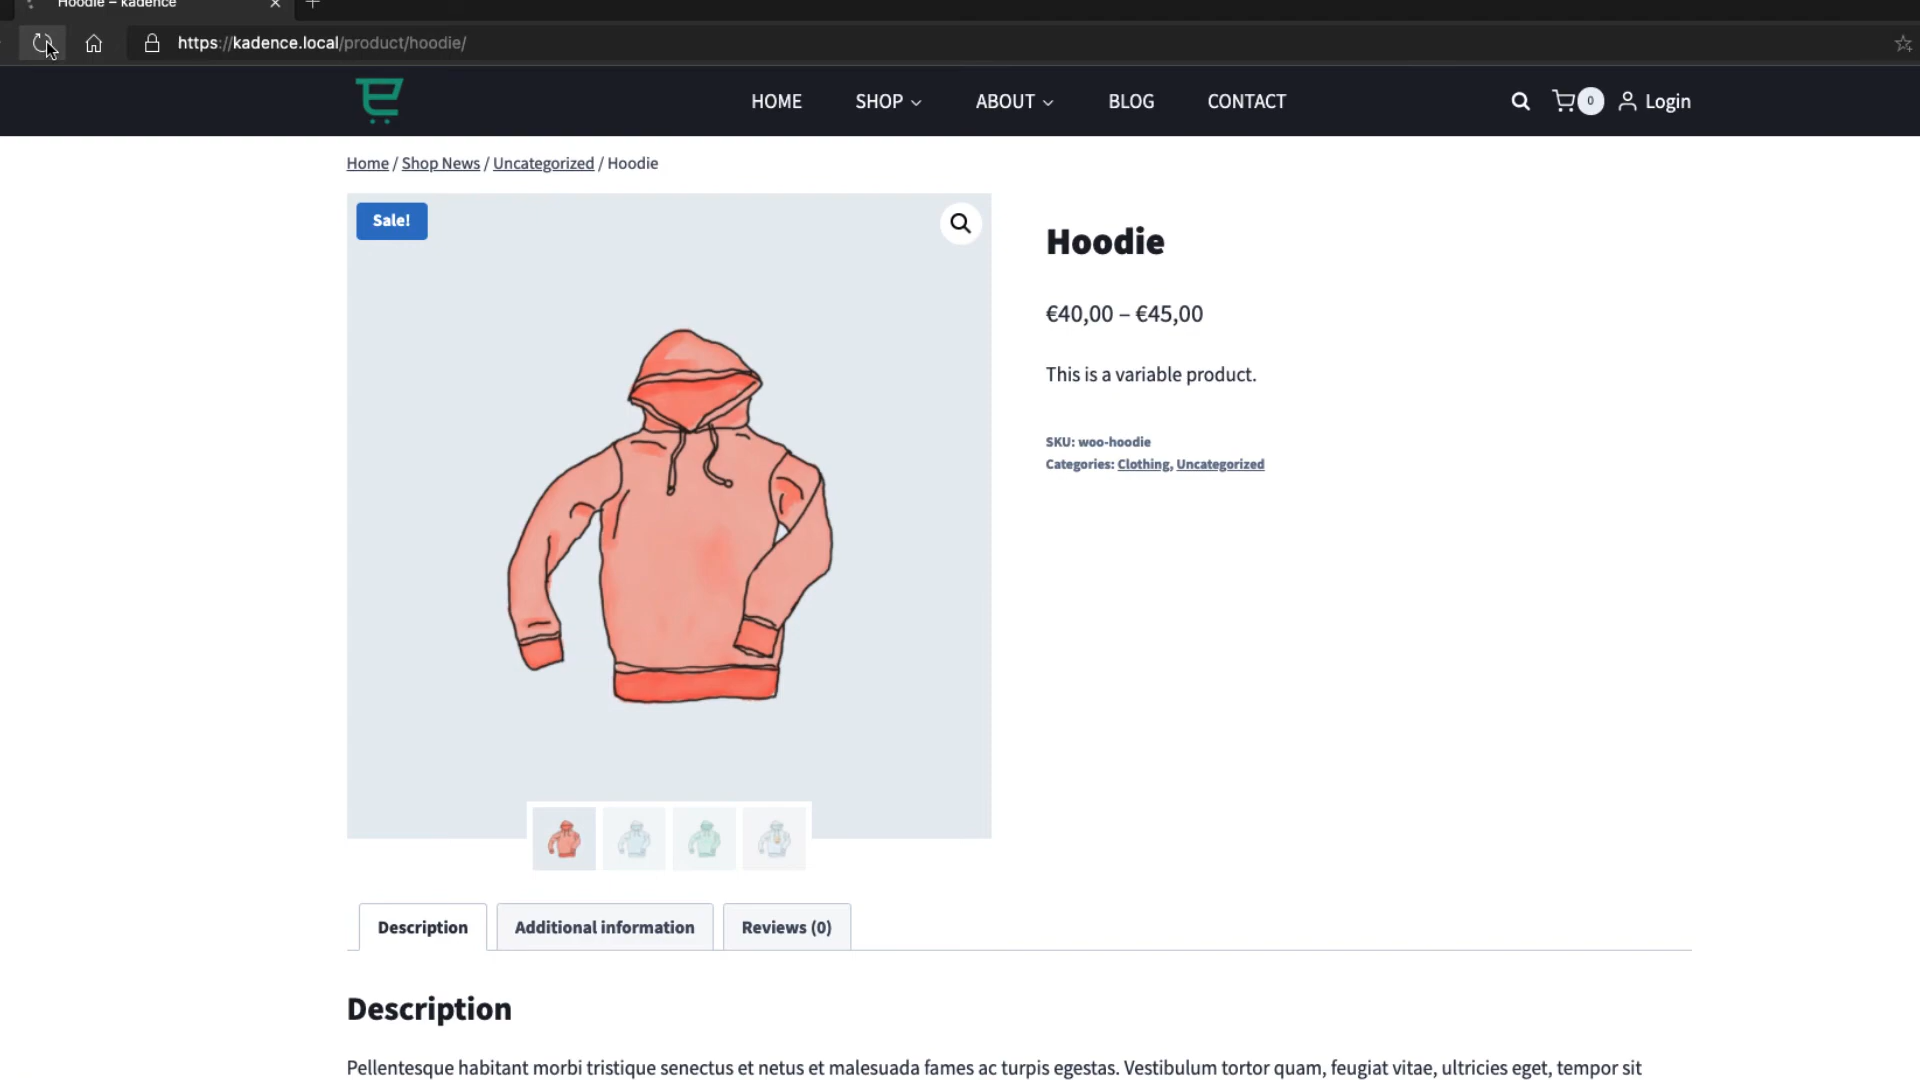 Hoodie – kadence
https://kadence.local/product/hoodie/
HOME SHOP ABOUT BLOG CONTACT 0 Login
Home / Shop News / Uncategorized / Hoodie
Sale!
Hoodie
€40,00 – €45,00
This is a variable product.
SKU: woo-hoodie
Categories: Clothing, Uncategorized
Description Additional information Reviews (0)
Description
Pellentesque habitant morbi tristique senectus et netus et malesuada fames ac turpis egestas. Vestibulum tortor quam, feugiat vitae, ultricies eget, tempor sit